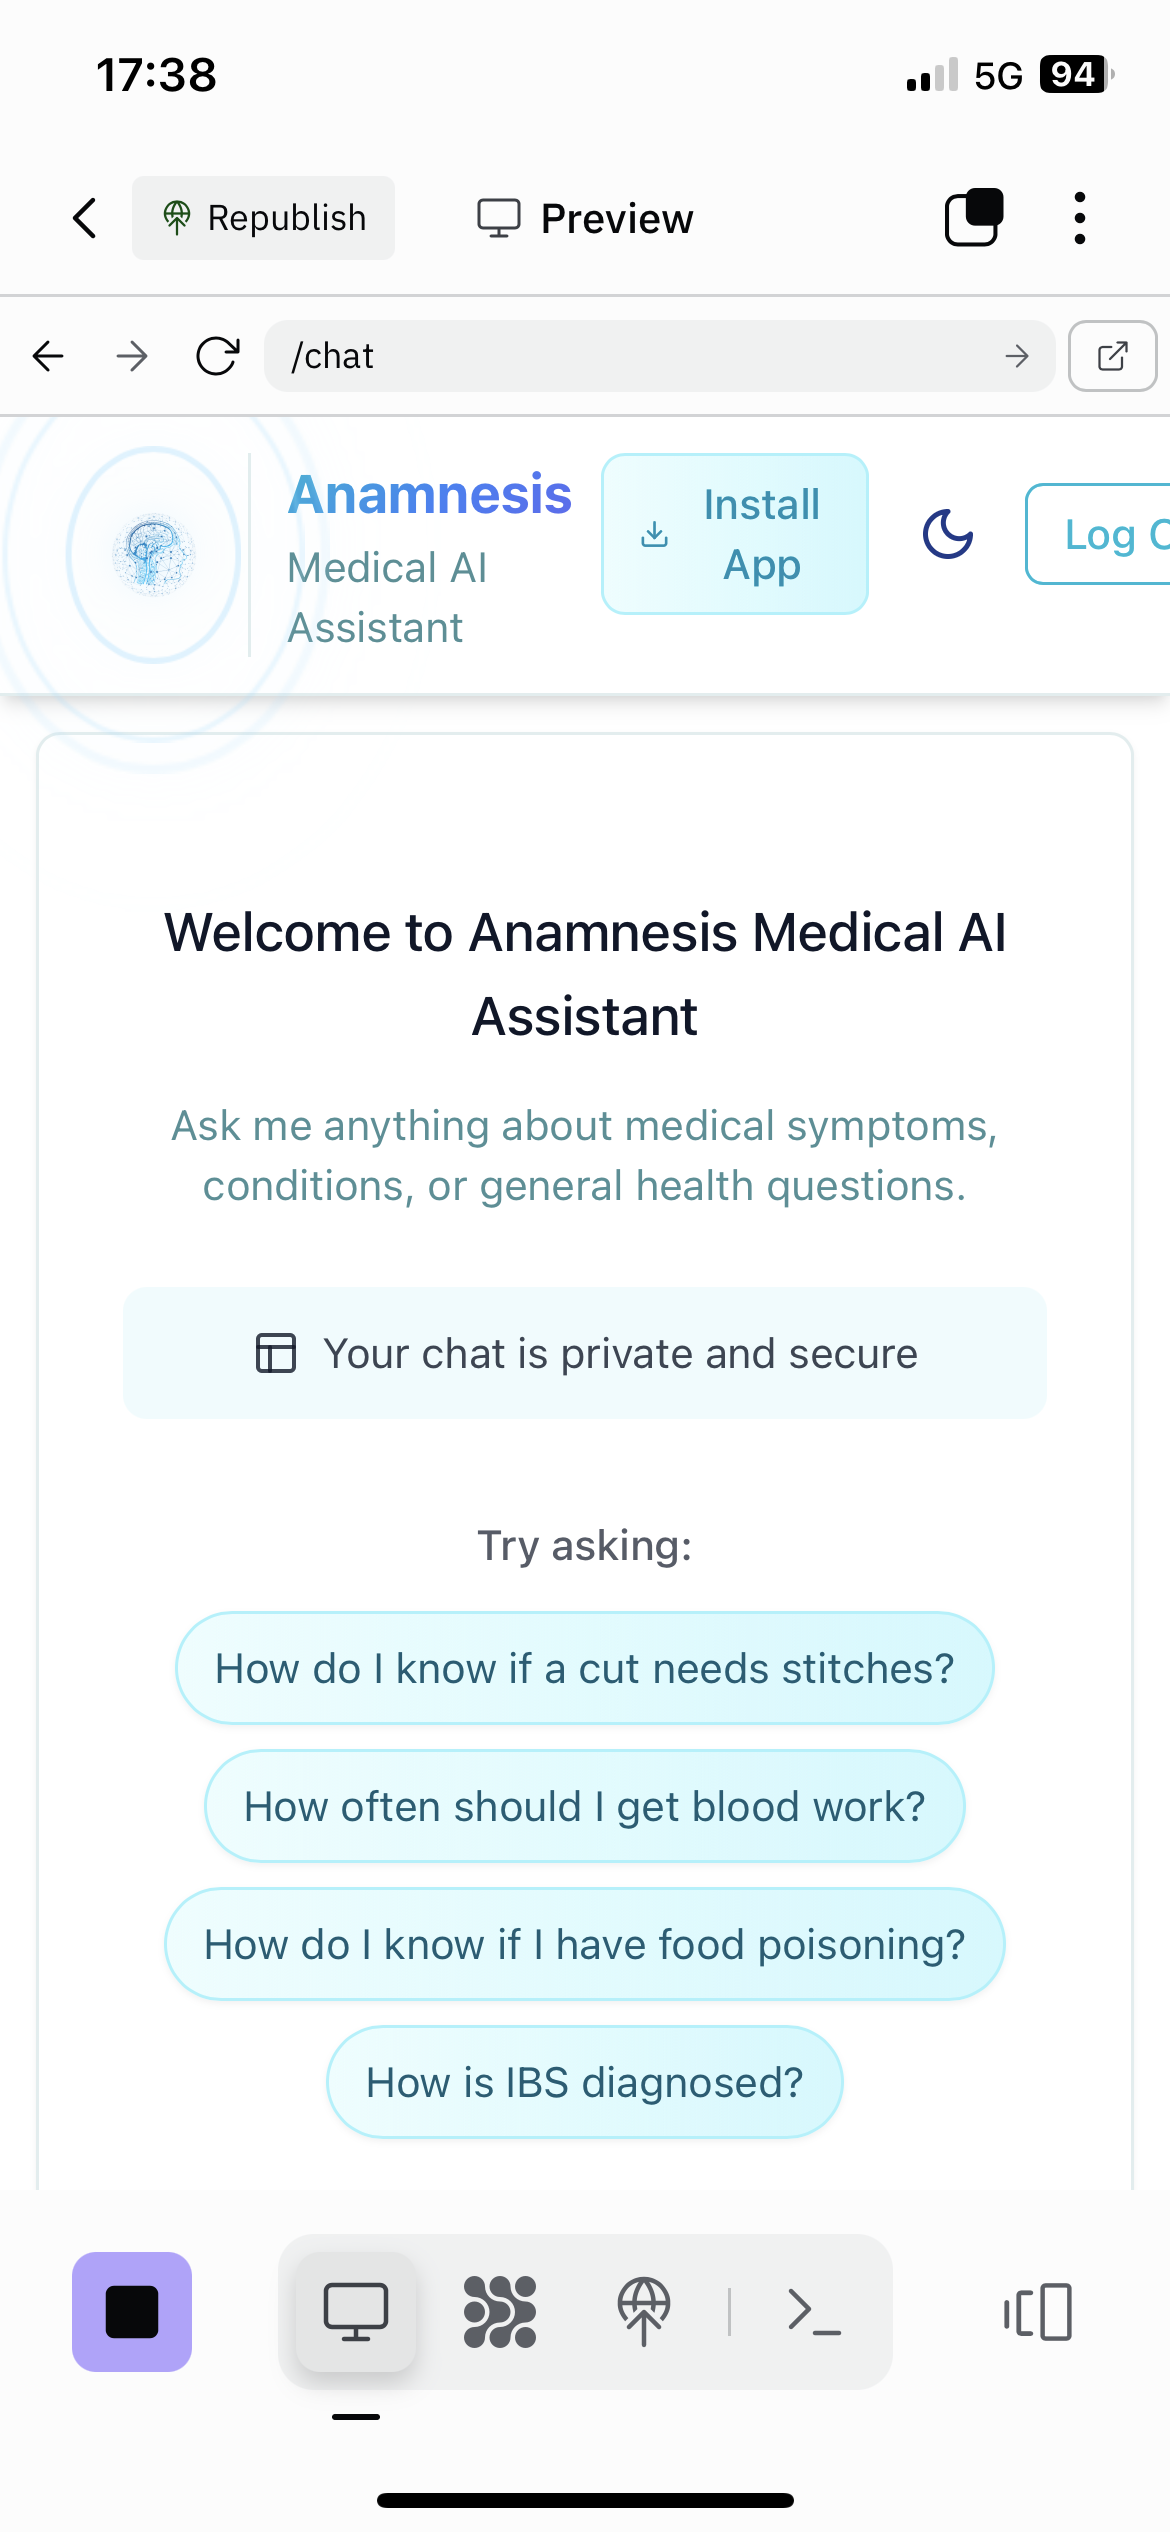 17:38
5G 94
Republish
Preview
/chat
Anamnesis
Medical AI
Assistant
Install
App
Log
Welcome to Anamnesis Medical AI
Assistant
Ask me anything about medical symptoms,
conditions, or general health questions.
Your chat is private and secure
Try asking:
How do I know if a cut needs stitches?
How often should I get blood work?
How do I know if I have food poisoning?
How is IBS diagnosed?